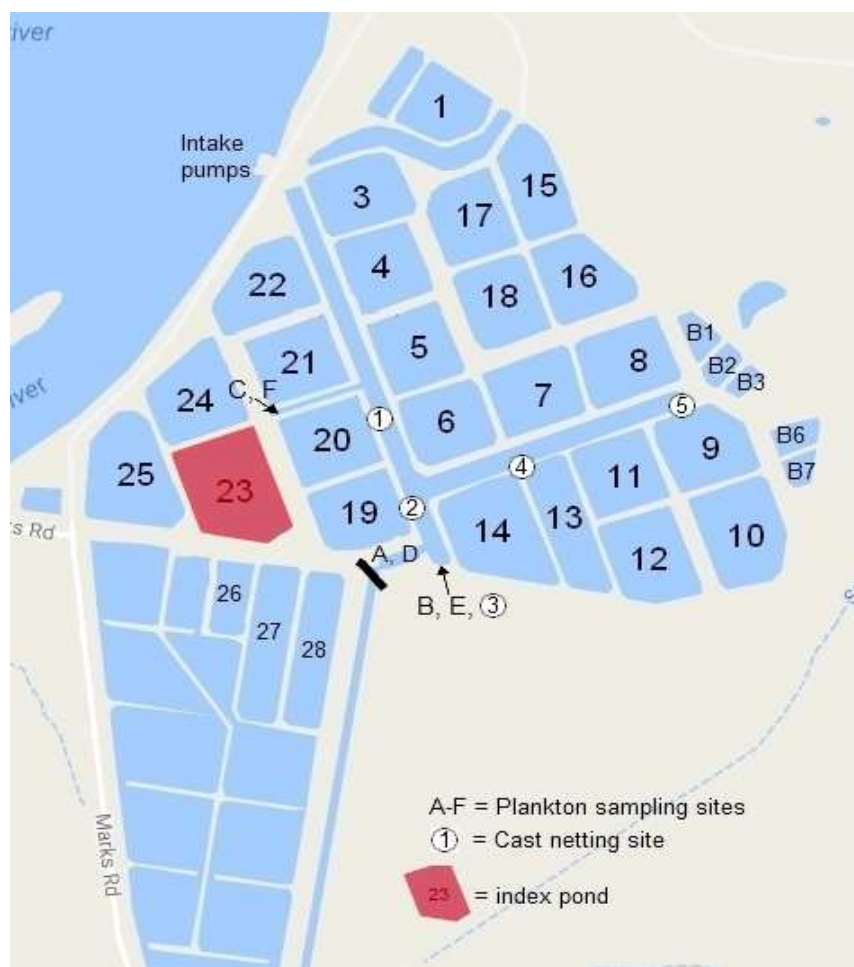 River
1
Intake
pumps
15
3
17
4
16
22
18
B1
5
8
21
B2
B3
C, F
24
7
5
1
6
B6
20
9
4
11
B7
25
23
19
2
13
14
10
12
A, D
Rd
B, E, 3
26
27
28
A-F = Plankton sampling sites
1 = Cast netting site
Marks Rd
23 = index pond